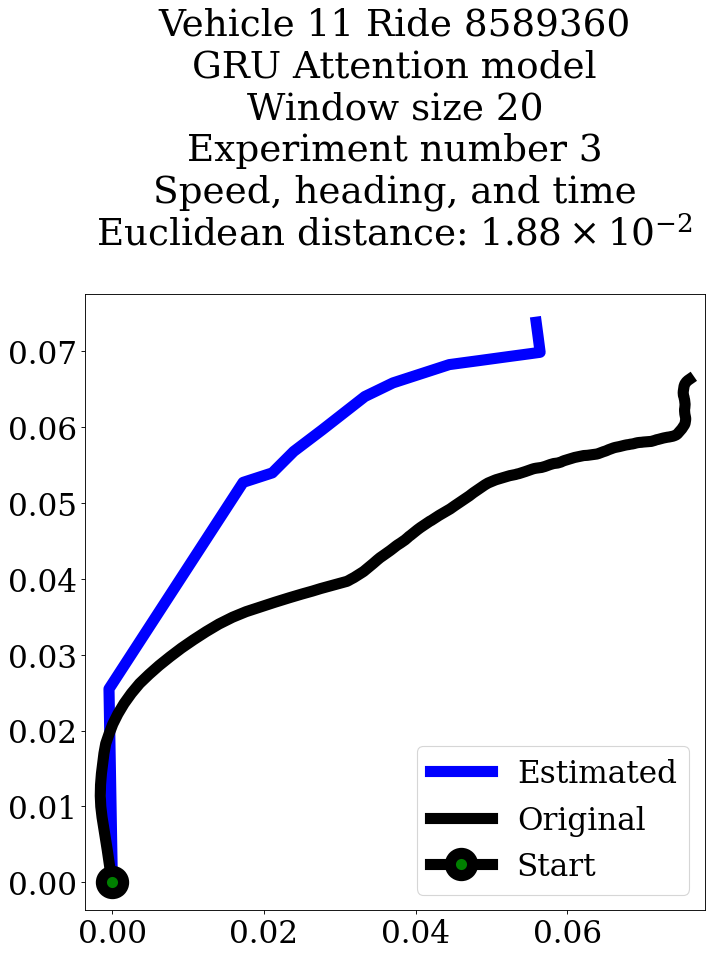 Vehicle 11 Ride 8589360
GRU Attention model
Window size 20
Experiment number 3
Speed, heading, and time
Euclidean distance: 1.88 × 10⁻²
0.07
0.06
0.05
0.04
0.03
0.02
0.01
0.00
Estimated
Original
Start
0.00 0.02 0.04 0.06